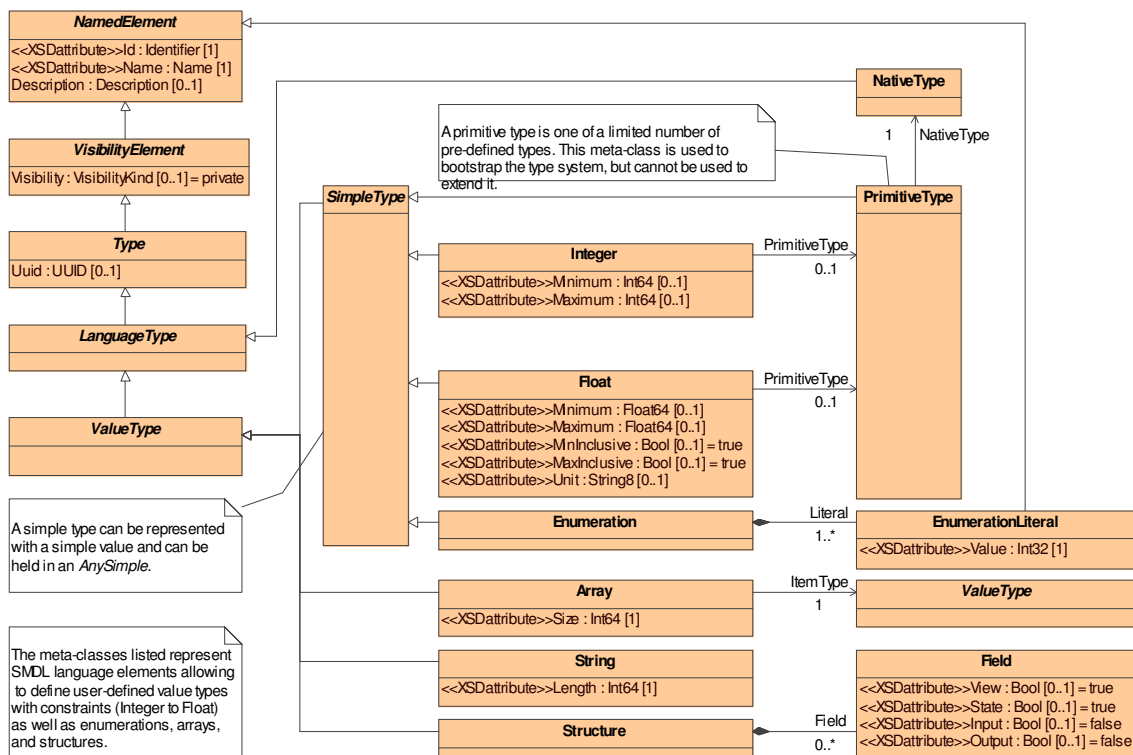 NamedElement
<<XSDattribute>>Id : Identifier [1]
<<XSDattribute>>Name : Name [1]
Description : Description [0..1]
VisibilityElement
Visibility : VisibilityKind [0..1] = private
Type
Uuid : UUID [0..1]
LanguageType
ValueType
A simple type can be represented
with a simple value and can be
held in an AnySimple.
The meta-classes listed represent
SMDL language elements allowing
to define user-defined value types
with constraints (Integer to Float)
as well as enumerations, arrays,
and structures.
SimpleType
A primitive type is one of a limited number of
pre-defined types. This meta-class is used to
bootstrap the type system, but cannot be used to
extend it.
NativeType
1
NativeType
PrimitiveType
Integer
<<XSDattribute>>Minimum : Int64 [0..1]
<<XSDattribute>>Maximum : Int64 [0..1]
PrimitiveType
0..1
Float
<<XSDattribute>>Minimum : Float64 [0..1]
<<XSDattribute>>Maximum : Float64 [0..1]
<<XSDattribute>>MinInclusive : Bool [0..1] = true
<<XSDattribute>>MaxInclusive : Bool [0..1] = true
<<XSDattribute>>Unit : String8 [0..1]
PrimitiveType
0..1
Enumeration
Literal
1..*
EnumerationLiteral
<<XSDattribute>>Value : Int32 [1]
Array
<<XSDattribute>>Size : Int64 [1]
ItemType
1
ValueType
String
<<XSDattribute>>Length : Int64 [1]
Structure
Field
0..*
Field
<<XSDattribute>>View : Bool [0..1] = true
<<XSDattribute>>State : Bool [0..1] = true
<<XSDattribute>>Input : Bool [0..1] = false
<<XSDattribute>>Output : Bool [0..1] = false